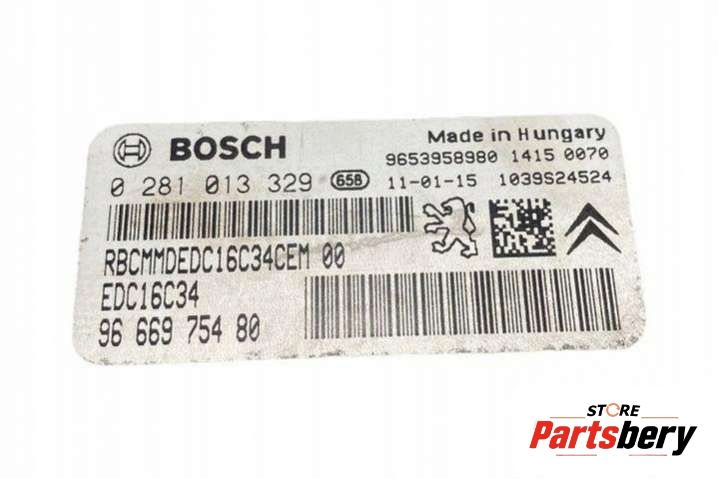 BOSCH
Made in Hungary
9653958980 1415 0070
0 281 013 329 658
11-01-15 1039S24524
RBCMMDEDC16C34CEM 00
EDC16C34
96 669 754 80
STORE
Partsbery